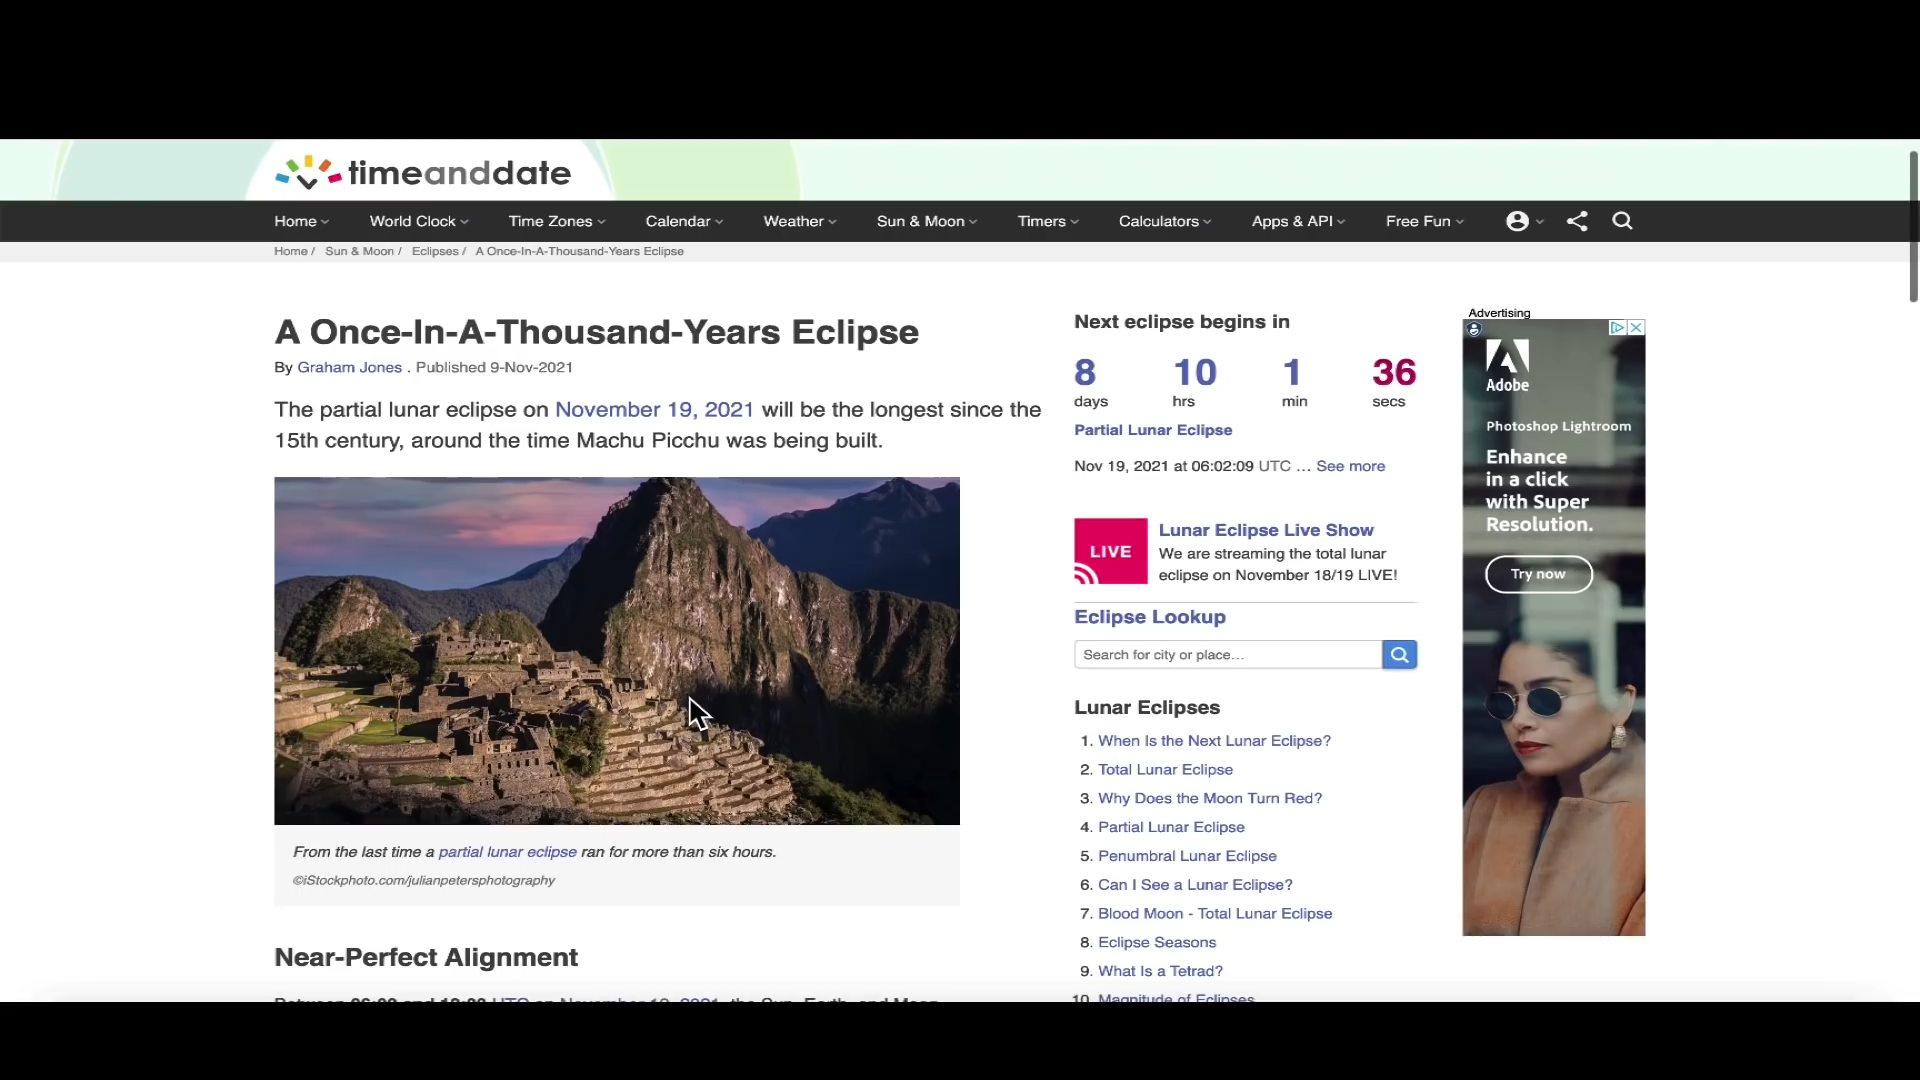 timeanddate
Home World Clock Time Zones Calendar Weather Sun & Moon Timers Calculators Apps & API Free Fun
Home / Sun & Moon / Eclipses / A Once-In-A-Thousand-Years Eclipse
A Once-In-A-Thousand-Years Eclipse
By Graham Jones . Published 9-Nov-2021
The partial lunar eclipse on November 19, 2021 will be the longest since the
15th century, around the time Machu Picchu was being built.
From the last time a partial lunar eclipse ran for more than six hours.
©iStockphoto.com/julianpetersphotography
Near-Perfect Alignment
Next eclipse begins in
8 10 1 36
days hrs min secs
Partial Lunar Eclipse
Nov 19, 2021 at 06:02:09 UTC ... See more
LIVE
Lunar Eclipse Live Show
We are streaming the total lunar
eclipse on November 18/19 LIVE!
Eclipse Lookup
Search for city or place...
Lunar Eclipses
1. When Is the Next Lunar Eclipse?
2. Total Lunar Eclipse
3. Why Does the Moon Turn Red?
4. Partial Lunar Eclipse
5. Penumbral Lunar Eclipse
6. Can I See a Lunar Eclipse?
7. Blood Moon - Total Lunar Eclipse
8. Eclipse Seasons
9. What Is a Tetrad?
10. Magnitude of Eclipses
Advertising
Adobe
Photoshop Lightroom
Enhance
in a click
with Super
Resolution.
Try now